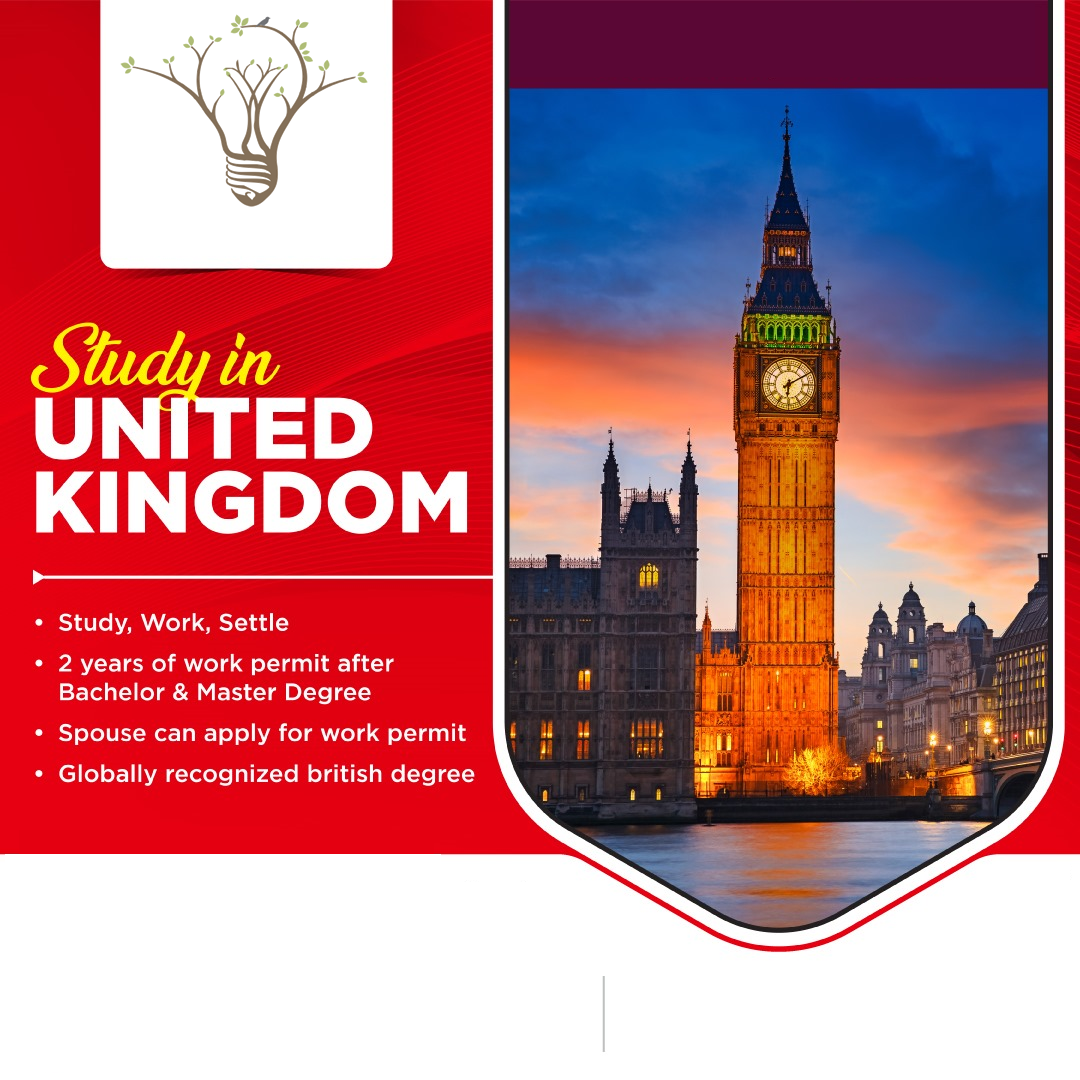 Study in
UNITED
KINGDOM
• Study, Work, Settle
• 2 years of work permit after
Bachelor & Master Degree
• Spouse can apply for work permit
• Globally recognized british degree